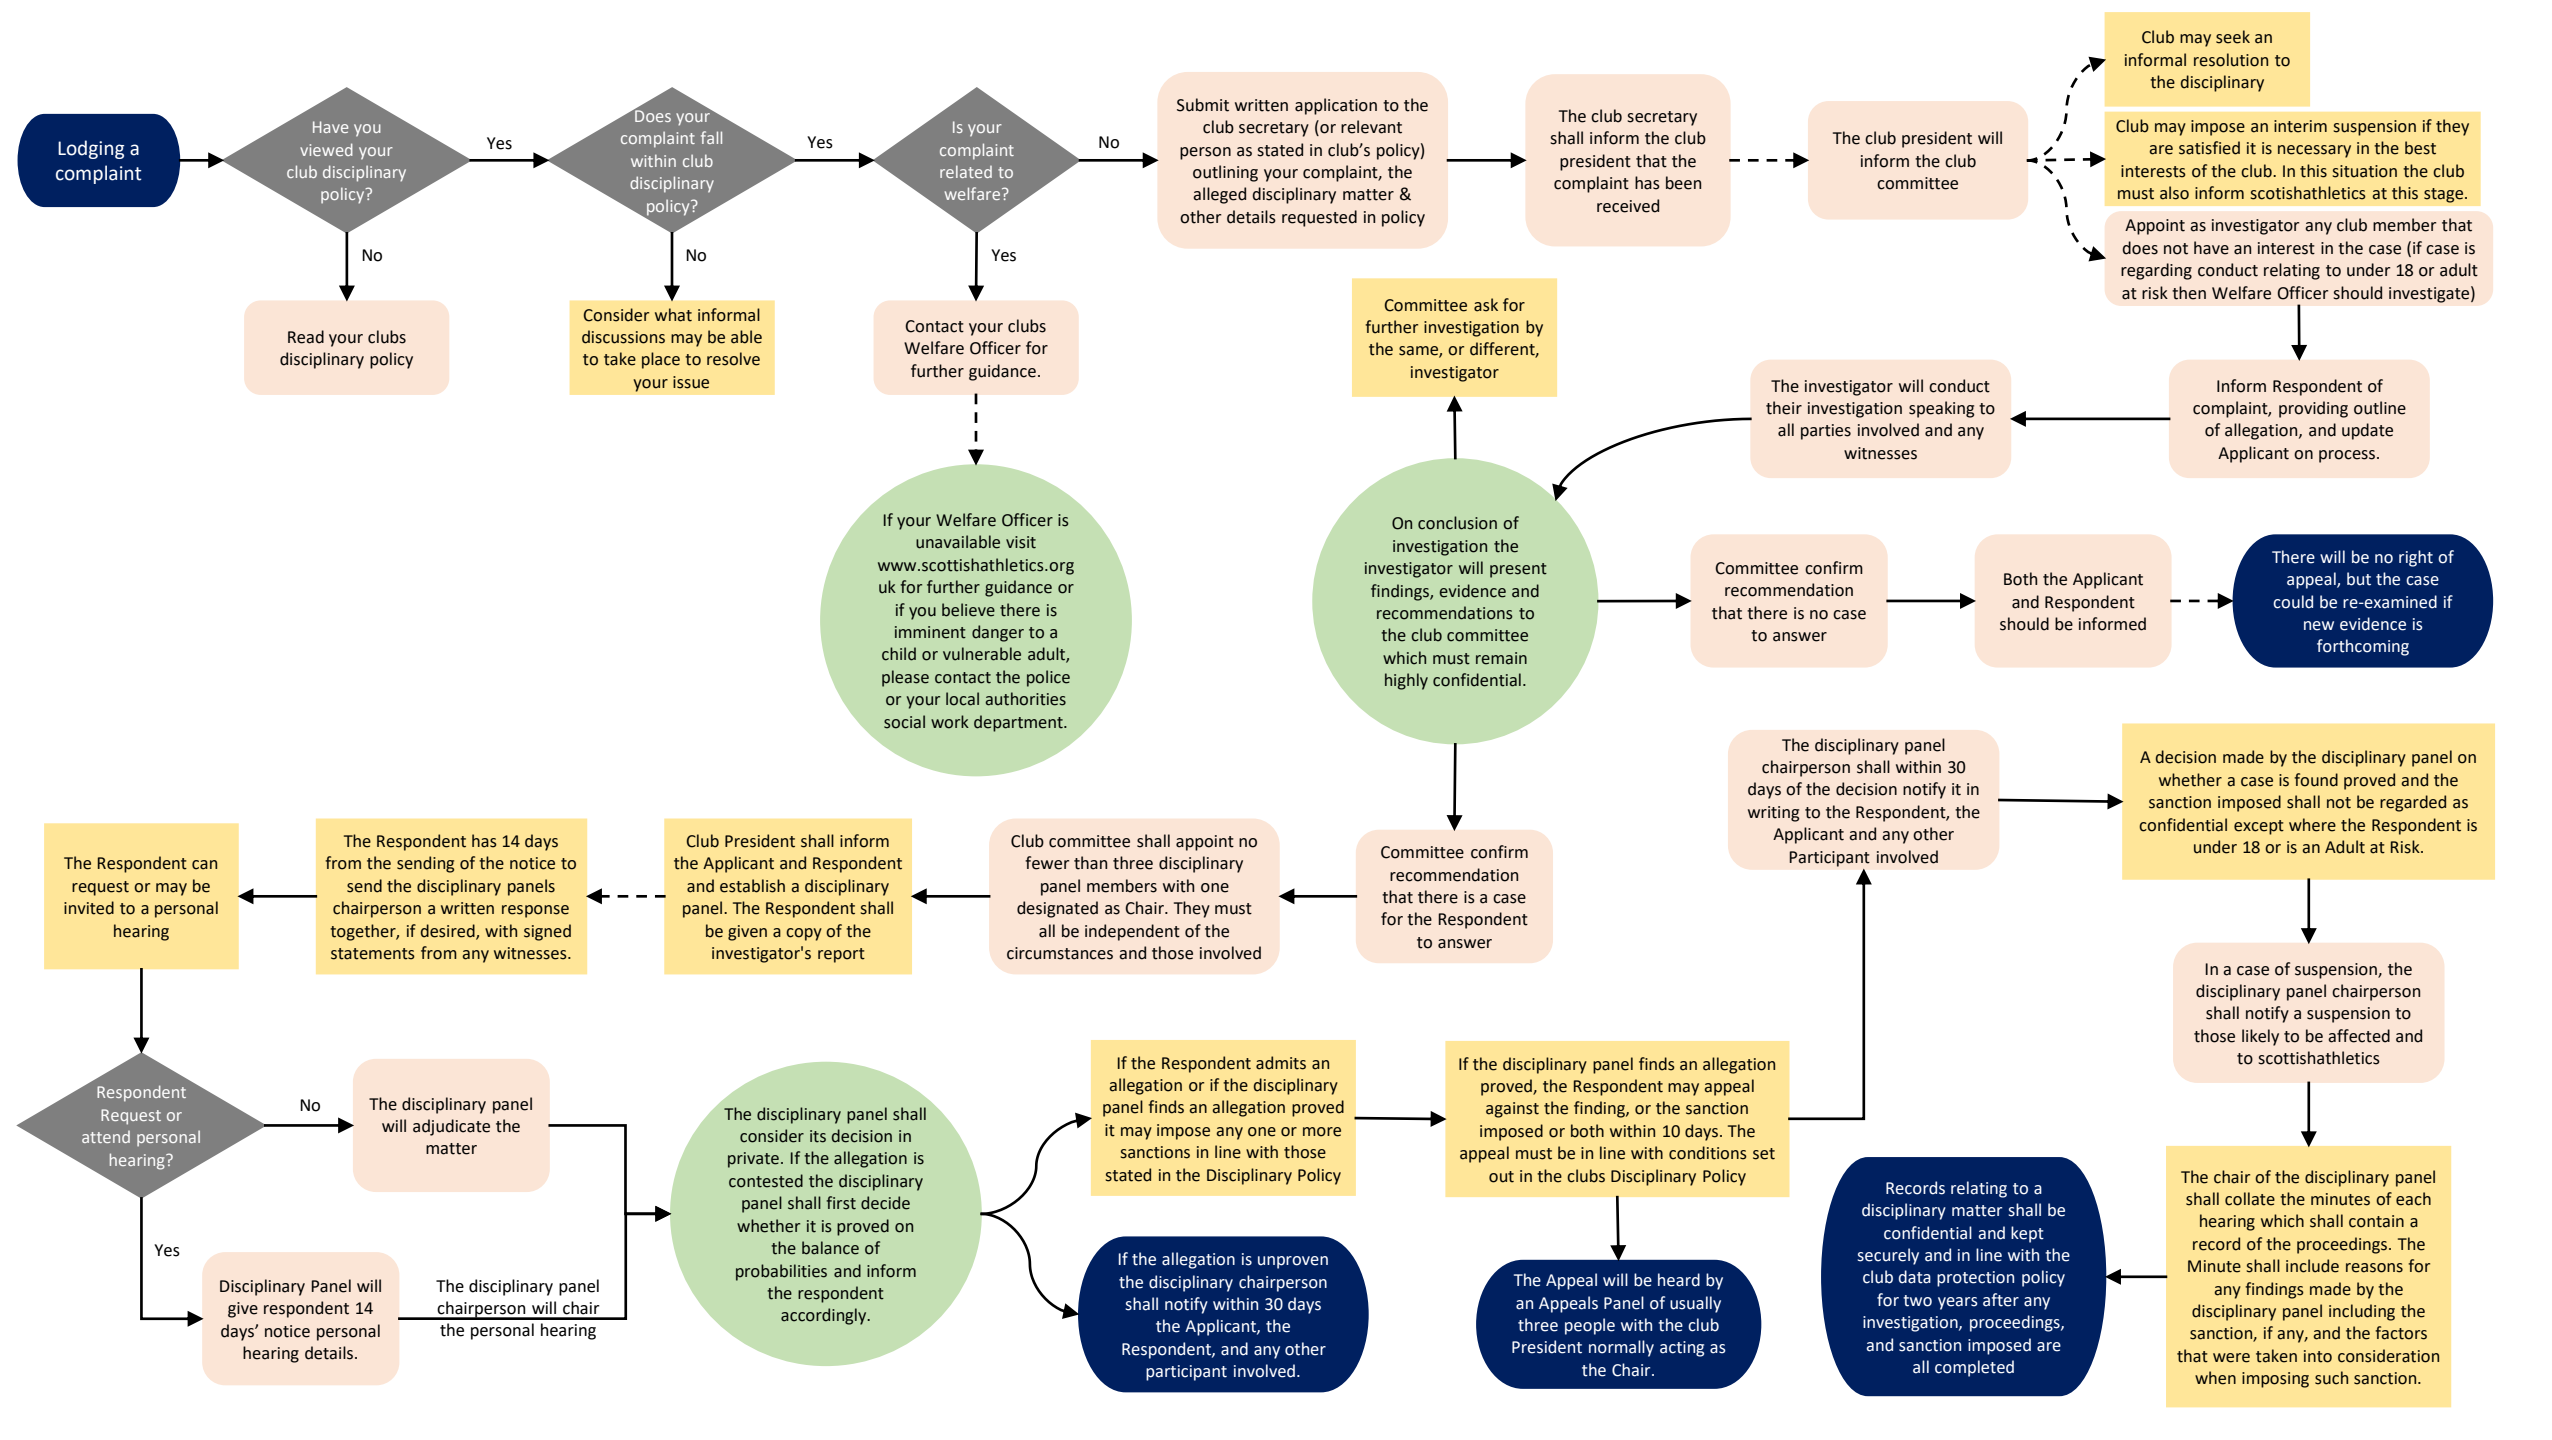 Lodging a
complaint
Have you
viewed your
club disciplinary
policy?
Yes
No
Read your clubs
disciplinary policy
Does your
complaint fall
within club
disciplinary
policy?
Yes
No
Consider what informal
discussions may be able
to take place to resolve
your issue
Is your
complaint
related to
welfare?
No
Yes
Contact your clubs
Welfare Officer for
further guidance.
If your Welfare Officer is
unavailable visit
www.scottishathletics.org
uk for further guidance or
if you believe there is
imminent danger to a
child or vulnerable adult,
please contact the police
or your local authorities
social work department.
Submit written application to the
club secretary (or relevant
person as stated in club's policy)
outlining your complaint, the
alleged disciplinary matter &
other details requested in policy
The club secretary
shall inform the club
president that the
complaint has been
received
The club president will
inform the club
committee
Club may seek an
informal resolution to
the disciplinary
Club may impose an interim suspension if they
are satisfied it is necessary in the best
interests of the club. In this situation the club
must also inform scotishathletics at this stage.
Appoint as investigator any club member that
does not have an interest in the case (if case is
regarding conduct relating to under 18 or adult
at risk then Welfare Officer should investigate)
Inform Respondent of
complaint, providing outline
of allegation, and update
Applicant on process.
The investigator will conduct
their investigation speaking to
all parties involved and any
witnesses
Committee ask for
further investigation by
the same, or different,
investigator
On conclusion of
investigation the
investigator will present
findings, evidence and
recommendations to
the club committee
which must remain
highly confidential.
Committee confirm
recommendation
that there is no case
to answer
Both the Applicant
and Respondent
should be informed
There will be no right of
appeal, but the case
could be re-examined if
new evidence is
forthcoming
Committee confirm
recommendation
that there is a case
for the Respondent
to answer
Club committee shall appoint no
fewer than three disciplinary
panel members with one
designated as Chair. They must
all be independent of the
circumstances and those involved
Club President shall inform
the Applicant and Respondent
and establish a disciplinary
panel. The Respondent shall
be given a copy of the
investigator's report
The Respondent has 14 days
from the sending of the notice to
send the disciplinary panels
chairperson a written response
together, if desired, with signed
statements from any witnesses.
The Respondent can
request or may be
invited to a personal
hearing
Respondent
Request or
attend personal
hearing?
No
The disciplinary panel
will adjudicate the
matter
Yes
Disciplinary Panel will
give respondent 14
days' notice personal
hearing details.
The disciplinary panel
chairperson will chair
the personal hearing
The disciplinary panel shall
consider its decision in
private. If the allegation is
contested the disciplinary
panel shall first decide
whether it is proved on
the balance of
probabilities and inform
the respondent
accordingly.
If the Respondent admits an
allegation or if the disciplinary
panel finds an allegation proved
it may impose any one or more
sanctions in line with those
stated in the Disciplinary Policy
If the allegation is unproven
the disciplinary chairperson
shall notify within 30 days
the Applicant, the
Respondent, and any other
participant involved.
If the disciplinary panel finds an allegation
proved, the Respondent may appeal
against the finding, or the sanction
imposed or both within 10 days. The
appeal must be in line with conditions set
out in the clubs Disciplinary Policy
The Appeal will be heard by
an Appeals Panel of usually
three people with the club
President normally acting as
the Chair.
The disciplinary panel
chairperson shall within 30
days of the decision notify it in
writing to the Respondent, the
Applicant and any other
Participant involved
A decision made by the disciplinary panel on
whether a case is found proved and the
sanction imposed shall not be regarded as
confidential except where the Respondent is
under 18 or is an Adult at Risk.
In a case of suspension, the
disciplinary panel chairperson
shall notify a suspension to
those likely to be affected and
to scottishathletics
The chair of the disciplinary panel
shall collate the minutes of each
hearing which shall contain a
record of the proceedings. The
Minute shall include reasons for
any findings made by the
disciplinary panel including the
sanction, if any, and the factors
that were taken into consideration
when imposing such sanction.
Records relating to a
disciplinary matter shall be
confidential and kept
securely and in line with the
club data protection policy
for two years after any
investigation, proceedings,
and sanction imposed are
all completed